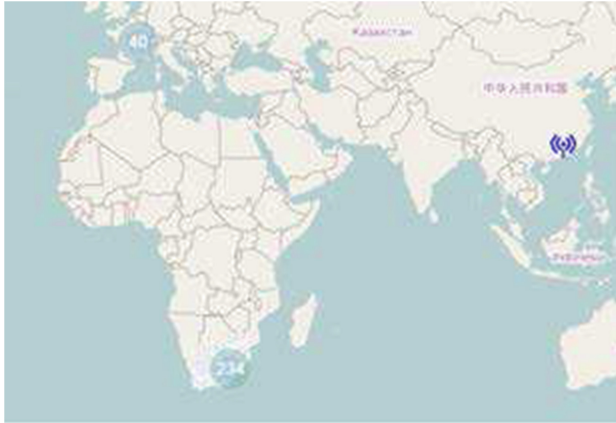 40
Казахстан
中华人民共和国
Indonesia
234